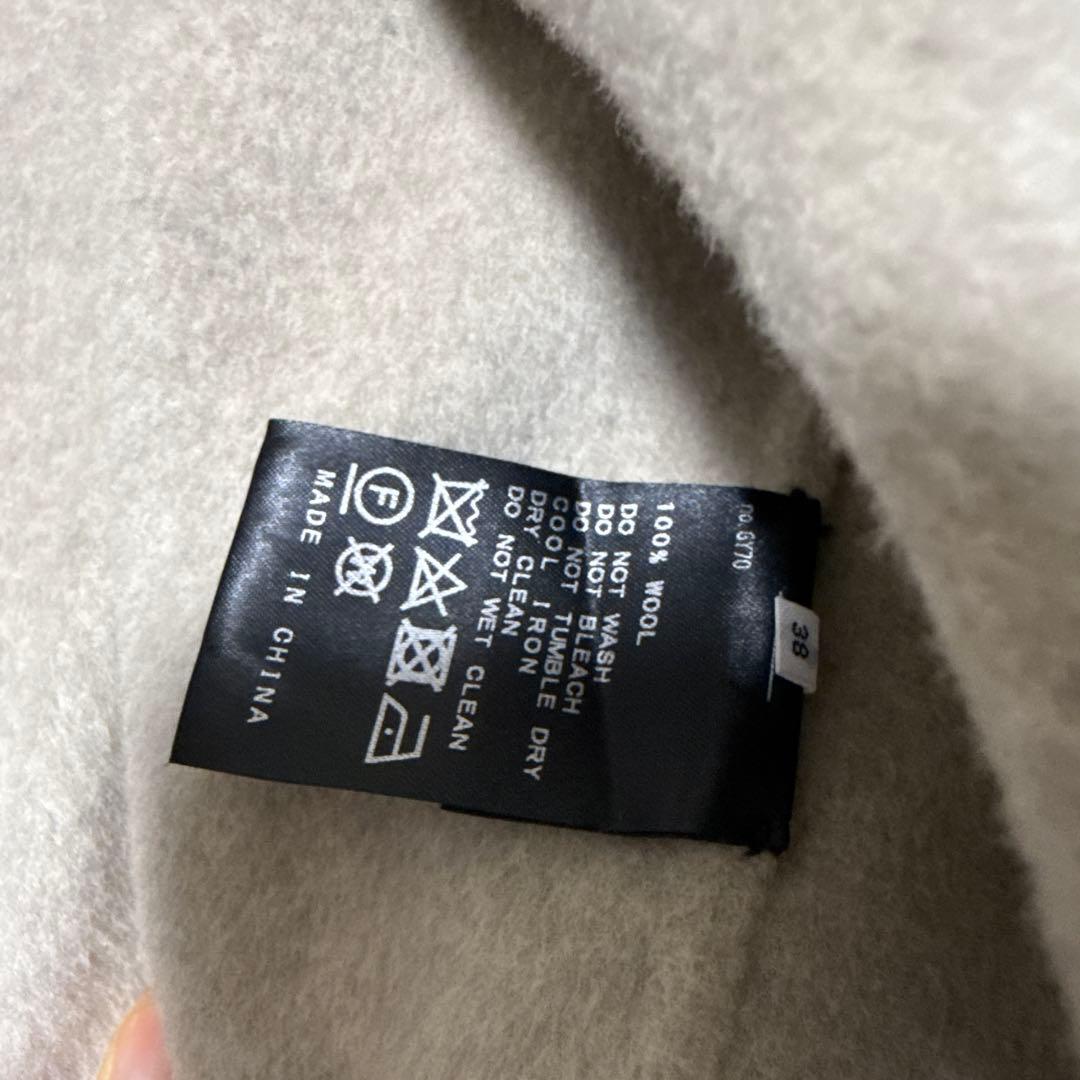 no.GY70
38
100% WOOL
DO NOT WASH
DO NOT BLEACH
DO NOT TUMBLE DRY
COOL IRON
DRY CLEAN
DO NOT WET CLEAN
F
W
MADE IN CHINA